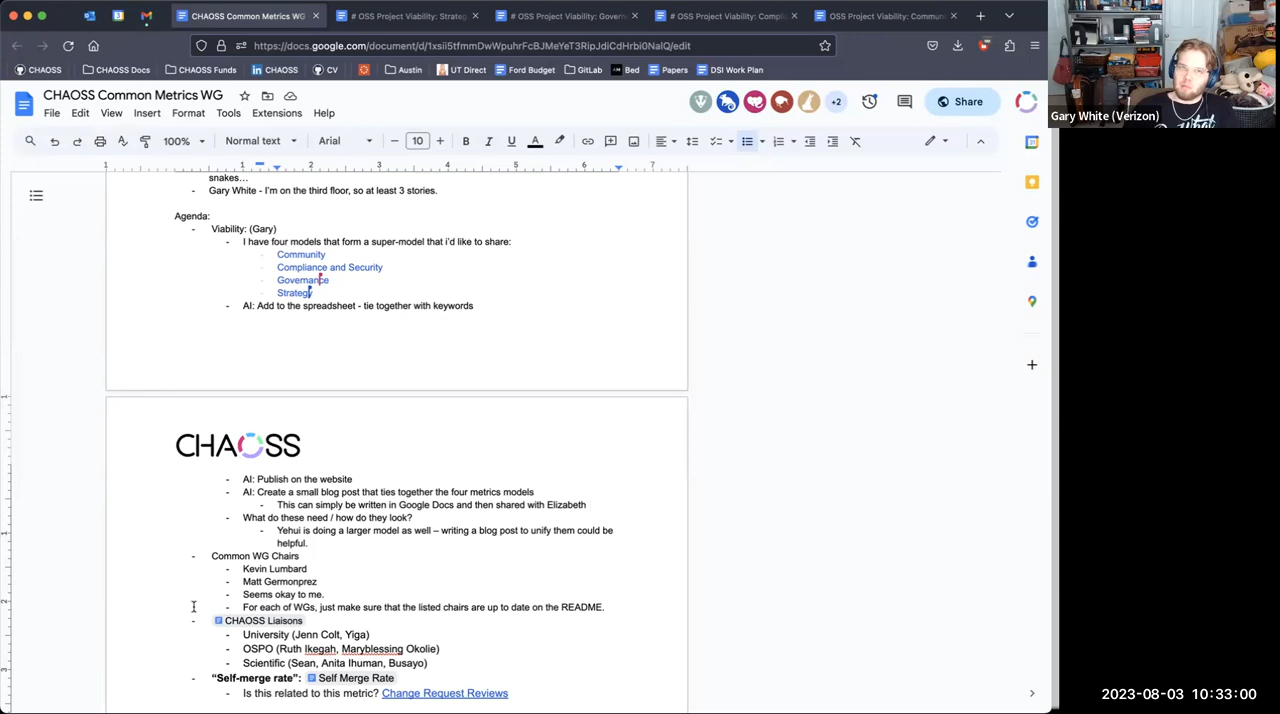 CHAOSS Common Metrics WG
# OSS Project Viability: Strateg
# OSS Project Viability: Govern
# OSS Project Viability: Compli
OSS Project Viability: Commun
https://docs.google.com/document/d/1xsii5tfmmDwWpuhrFcBJMeYeT3RipJdiCdHrbi0NalQ/edit
CHAOSS
CHAOSS Docs
CHAOSS Funds
CHAOSS
CV
Austin
UT Direct
Ford Budget
GitLab
Bed
Papers
DSI Work Plan
Gary White (Verizon)
CHAOSS Common Metrics WG
File Edit View Insert Format Tools Extensions Help
+2
Share
100% Normal text Arial 10
1 1 2 3 4 5 6 7
snakes…
- Gary White - I'm on the third floor, so at least 3 stories.
Agenda:
- Viability: (Gary)
- I have four models that form a super-model that i'd like to share:
Community
Compliance and Security
Governance
Strategy
- AI: Add to the spreadsheet - tie together with keywords
CHAOSS
- AI: Publish on the website
- AI: Create a small blog post that ties together the four metrics models
- This can simply be written in Google Docs and then shared with Elizabeth
- What do these need / how do they look?
- Yehui is doing a larger model as well – writing a blog post to unify them could be
helpful.
- Common WG Chairs
- Kevin Lumbard
- Matt Germonprez
- Seems okay to me.
- For each of WGs, just make sure that the listed chairs are up to date on the README.
- CHAOSS Liaisons
- University (Jenn Colt, Yiga)
- OSPO (Ruth Ikegah, Maryblessing Okolie)
- Scientific (Sean, Anita Ihuman, Busayo)
- “Self-merge rate”: Self Merge Rate
- Is this related to this metric? Change Request Reviews
2023-08-03 10:33:00